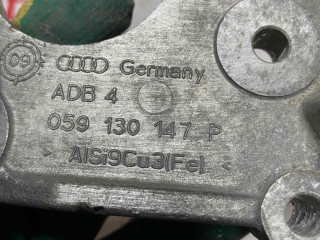 09 Germany
ADB 4
059 130 147 P
> AlSi9Cu3(Fe) <